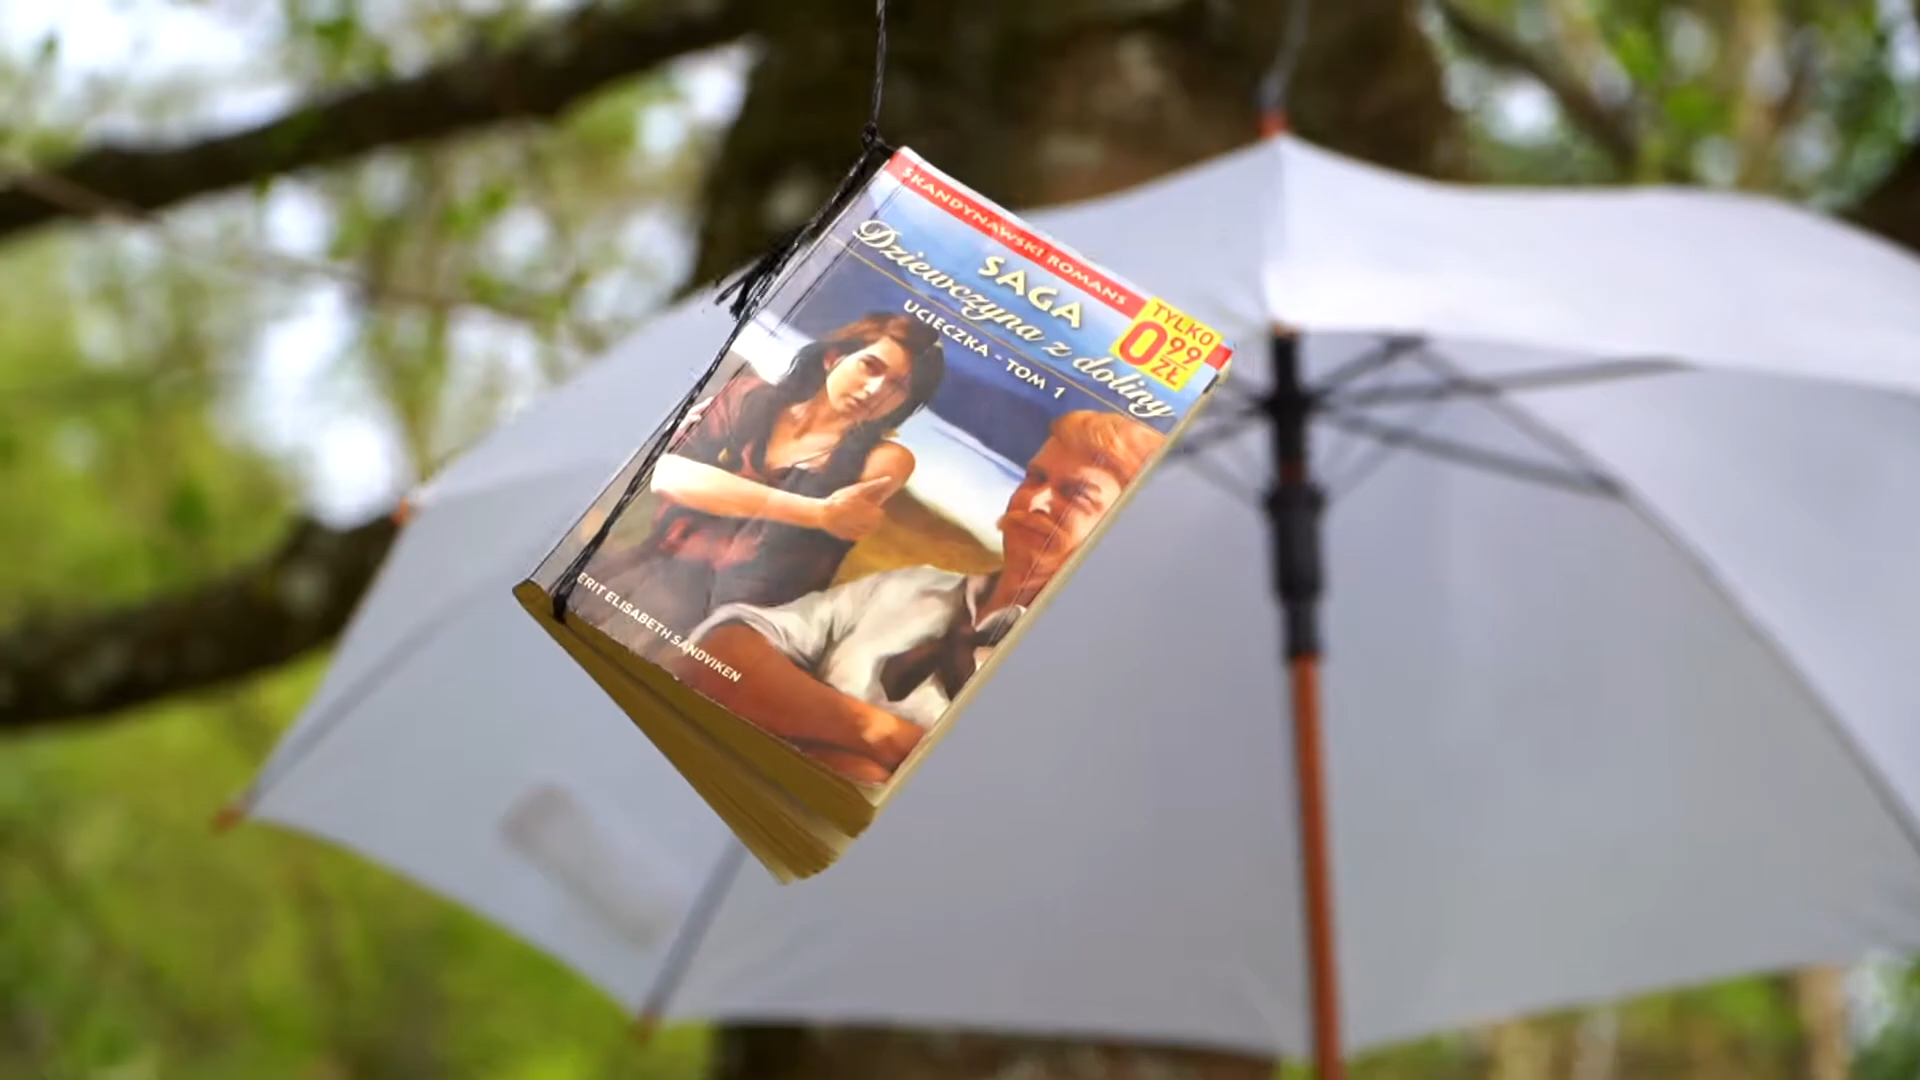 SKANDYNAWSKI ROMANS
SAGA
Dziewczyna z doliny
UCIECZKA - TOM 1
TYLKO
0,99
ZŁ
ERIT ELISABETH SANDVIKEN